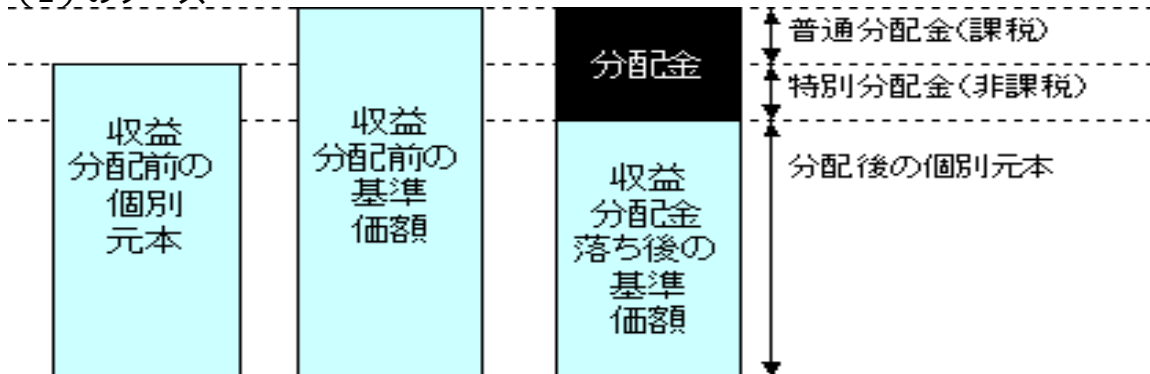 収益
分配前の
個別
元本
収益
分配前の
基準
価額
分配金
収益
分配金
落ち後の
基準
価額
普通分配金(課税)
特別分配金(非課税)
分配後の個別元本